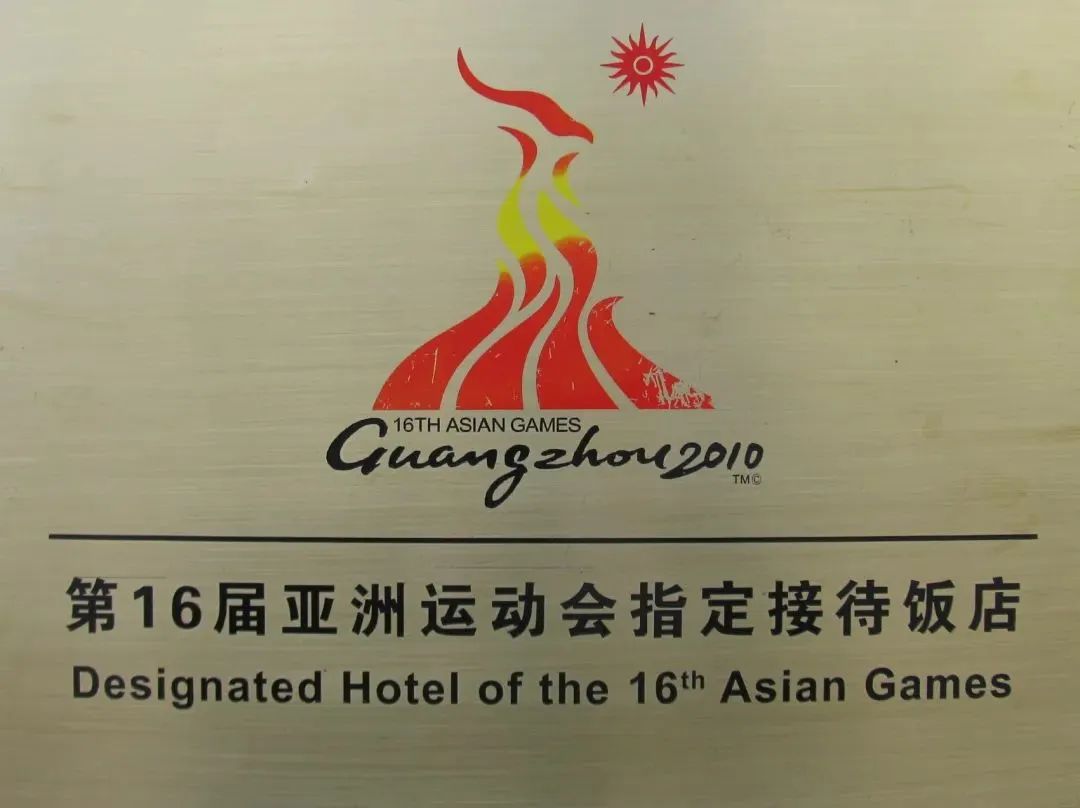 16TH ASIAN GAMES
Guangzhou 2010
TM©
第16届亚洲运动会指定接待饭店
Designated Hotel of the 16th Asian Games